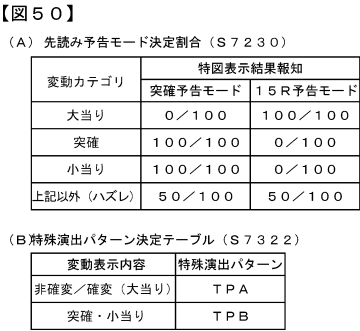 【図５０】
（Ａ） 先読み予告モード決定割合（Ｓ７２３０）
変動カテゴリ 特図表示結果報知
突確予告モード １５Ｒ予告モード
大当り ０／１００ １００／１００
突確 １００／１００ ０／１００
小当り １００／１００ ０／１００
上記以外（ハズレ） ５０／１００ ５０／１００
（Ｂ）特殊演出パターン決定テーブル（Ｓ７３２２）
変動表示内容 特殊演出パターン
非確変／確変（大当り） ＴＰＡ
突確・小当り ＴＰＢ